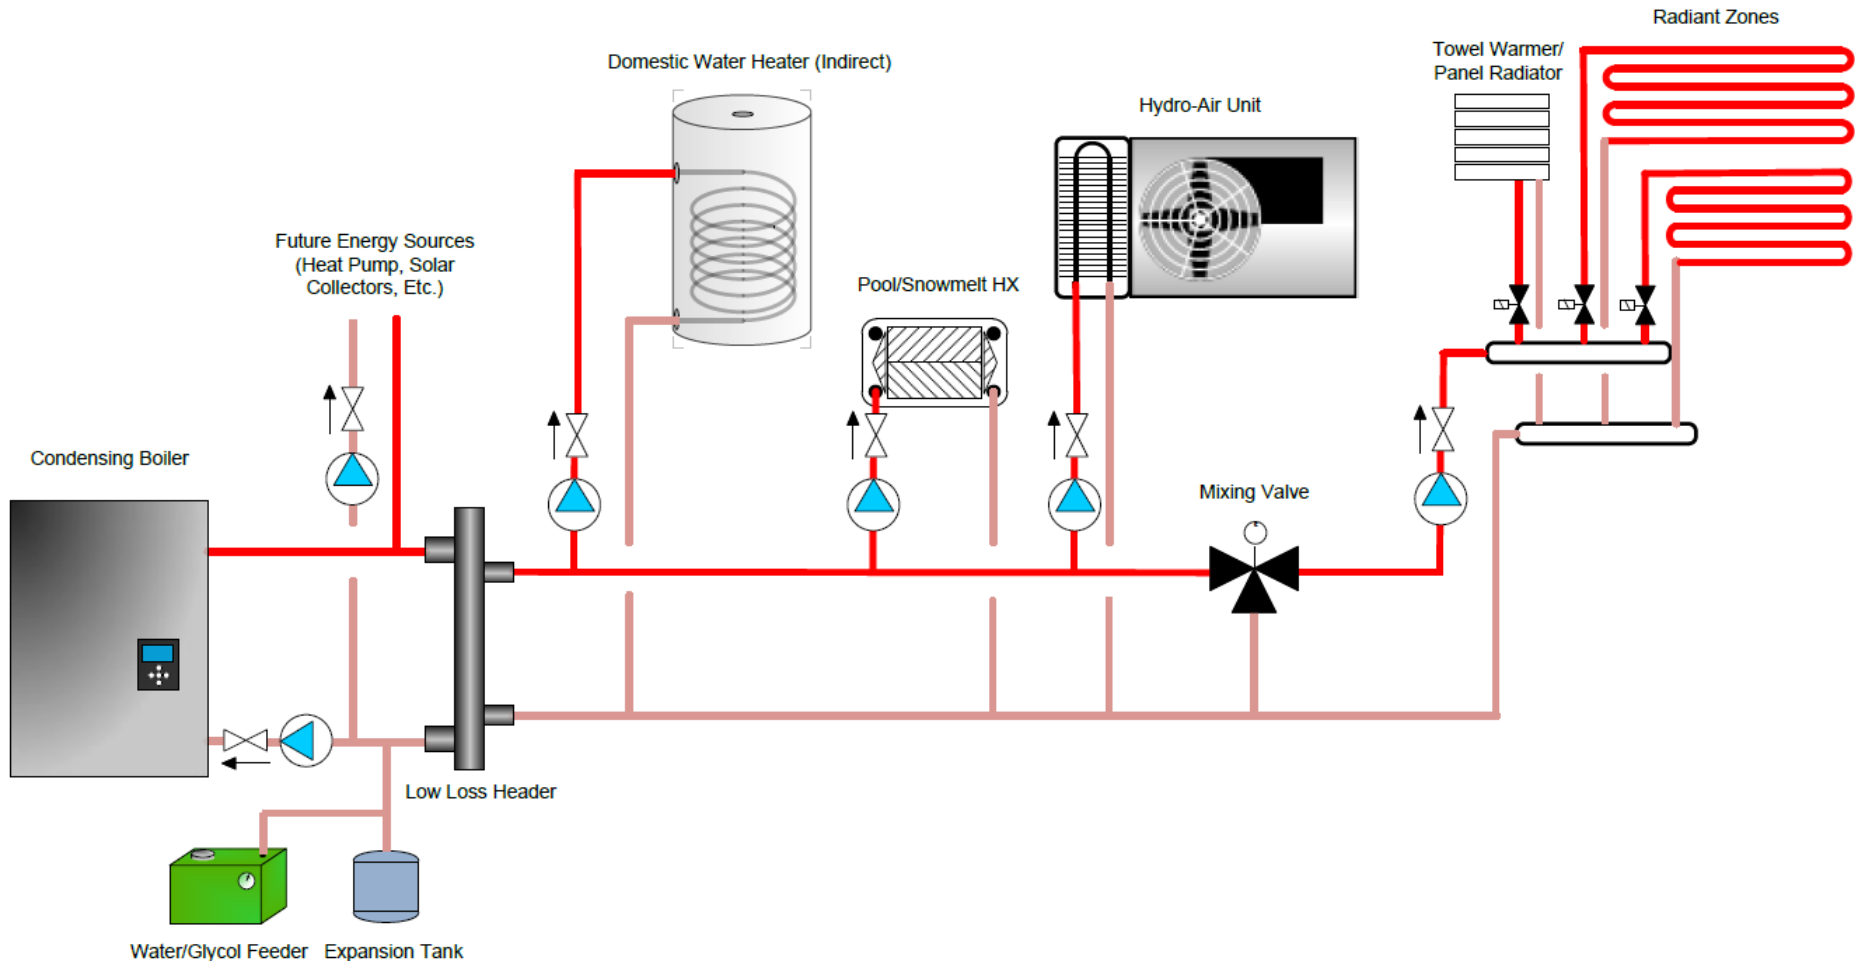 Radiant Zones
Towel Warmer/
Panel Radiator
Domestic Water Heater (Indirect)
Hydro-Air Unit
Future Energy Sources
(Heat Pump, Solar
Collectors, Etc.)
Pool/Snowmelt HX
Condensing Boiler
Mixing Valve
Low Loss Header
Water/Glycol Feeder
Expansion Tank